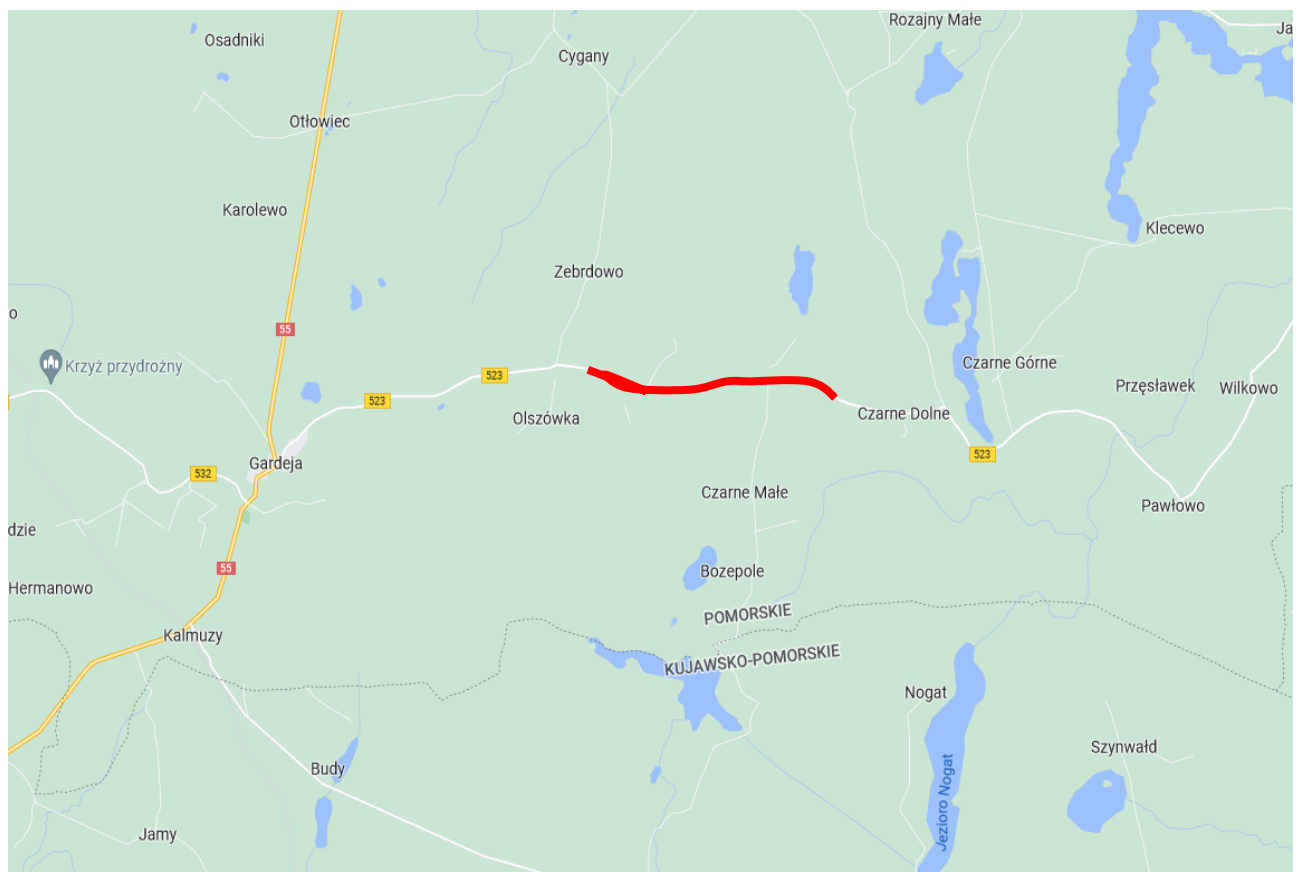 Rozajny Małe
Ja
Osadniki
Cygany
Otłowiec
Karolewo
Klecewo
Zebrdowo
o
55
Krzyż przydrożny
Czarne Górne
523
Przęsławek
Wilkowo
523
Olszówka
Czarne Dolne
523
Gardeja
532
Czarne Małe
Pawłowo
dzie
55
Bozepole
Hermanowo
POMORSKIE
Kalmuzy
KUJAWSKO-POMORSKIE
Nogat
Szynwałd
Budy
Jezioro Nogat
Jamy